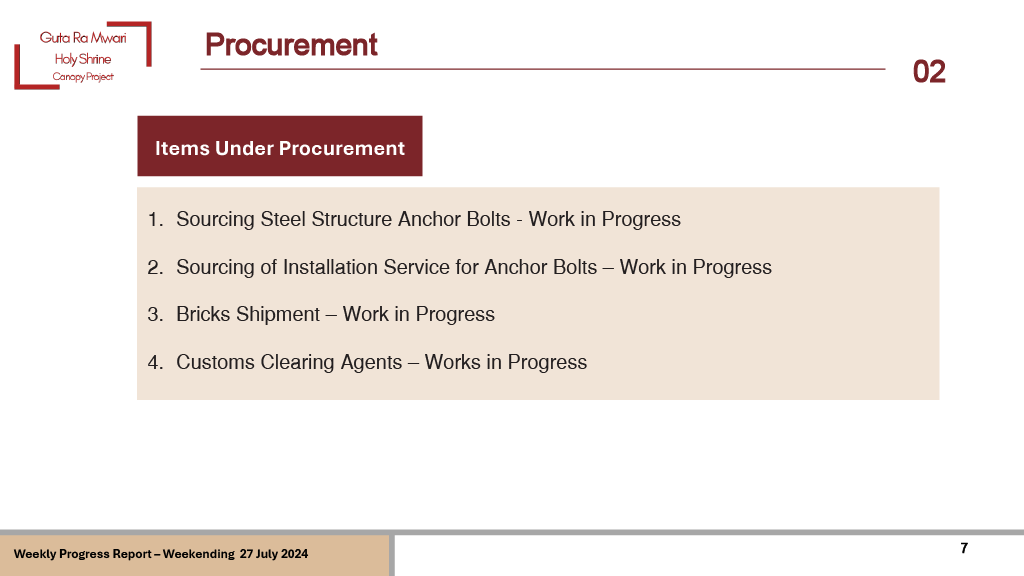 Guta Ra Mwari
Holy Shrine
Canopy Project
Procurement
02
Items Under Procurement
1. Sourcing Steel Structure Anchor Bolts - Work in Progress
2. Sourcing of Installation Service for Anchor Bolts – Work in Progress
3. Bricks Shipment – Work in Progress
4. Customs Clearing Agents – Works in Progress
Weekly Progress Report – Weekending 27 July 2024
7